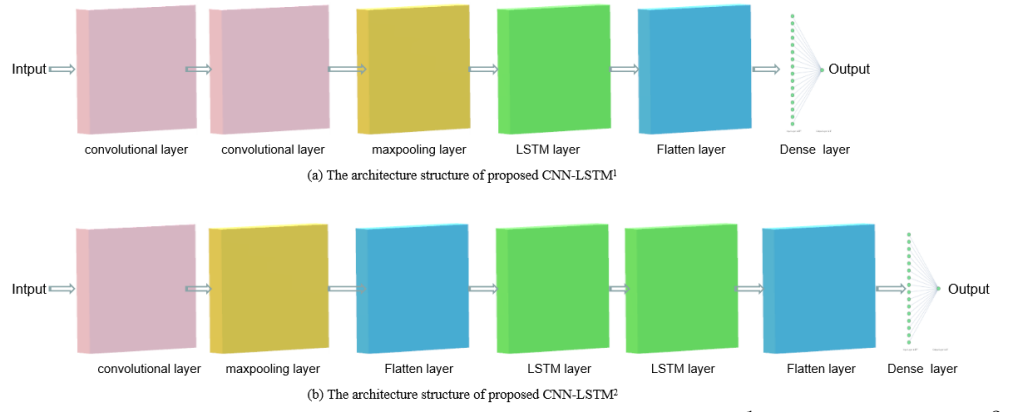 Intput
Output
convolutional layer
convolutional layer
maxpooling layer
LSTM layer
Flatten layer
Dense layer
(a) The architecture structure of proposed CNN-LSTM¹
Intput
Output
convolutional layer
maxpooling layer
Flatten layer
LSTM layer
LSTM layer
Flatten layer
Dense layer
(b) The architecture structure of proposed CNN-LSTM²